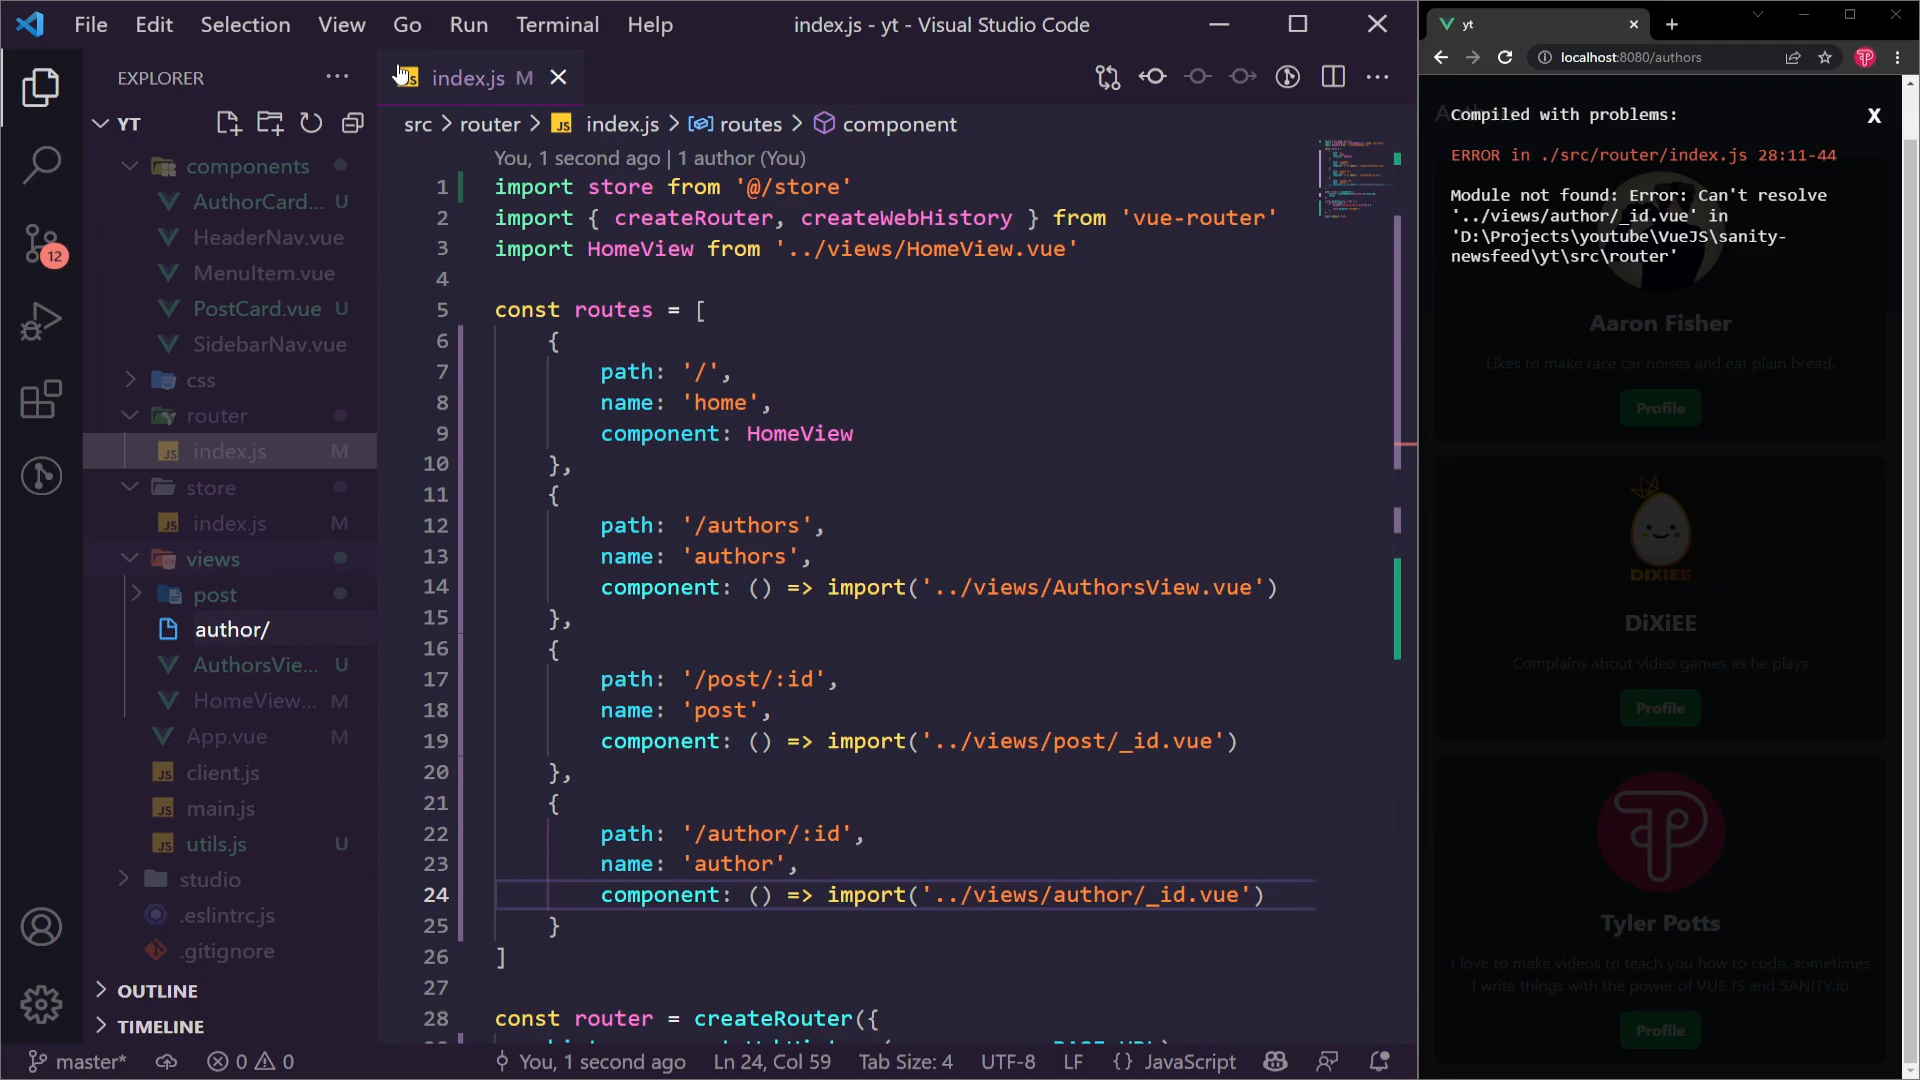 File Edit Selection View Go Run Terminal Help
index.js - yt - Visual Studio Code
EXPLORER
YT
components
AuthorCard... U
HeaderNav.vue
MenuItem.vue
PostCard.vue U
SidebarNav.vue
css
router
index.js M
store
index.js M
views
post
author/
AuthorsVie... U
HomeView... M
App.vue M
client.js
main.js
utils.js U
studio
.eslintrc.js
.gitignore
OUTLINE
TIMELINE
12
index.js M
src > router > JS index.js > routes > component
You, 1 second ago | 1 author (You)
1 import store from '@/store'
2 import { createRouter, createWebHistory } from 'vue-router'
3 import HomeView from '../views/HomeView.vue'
4
5 const routes = [
6 {
7 path: '/',
8 name: 'home',
9 component: HomeView
10 },
11 {
12 path: '/authors',
13 name: 'authors',
14 component: () => import('../views/AuthorsView.vue')
15 },
16 {
17 path: '/post/:id',
18 name: 'post',
19 component: () => import('../views/post/_id.vue')
20 },
21 {
22 path: '/author/:id',
23 name: 'author',
24 component: () => import('../views/author/_id.vue')
25 }
26 ]
27
28 const router = createRouter({
master* 0 0
You, 1 second ago Ln 24, Col 59 Tab Size: 4 UTF-8 LF {} JavaScript
yt
localhost:8080/authors
Compiled with problems: X
ERROR in ./src/router/index.js 28:11-44
Module not found: Error: Can't resolve
'../views/author/_id.vue' in
'D:\Projects\youtube\VueJS\sanity-
newsfeed\yt\src\router'
Aaron Fisher
Likes to make race car noises and eat plain bread.
Profile
DIXIEE
DiXiEE
Complains about video games as he plays
Profile
Tyler Potts
I love to make videos to teach you how to code, sometimes
I write things with the power of VUE JS and SANITY.io
Profile